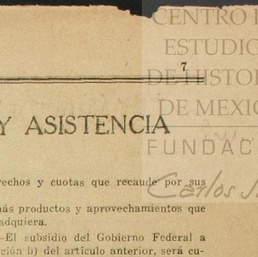 CENTRO
ESTUDIO
7
DE HISTOR
DE MEXIC
Y ASISTENCIA
FUNDAC
rechos y cuotas que recaude por sus
Carlos
más productos y aprovechamientos que
adquiera.
—El subsidio del Gobierno Federal a
ción b) del artículo anterior, será cu-